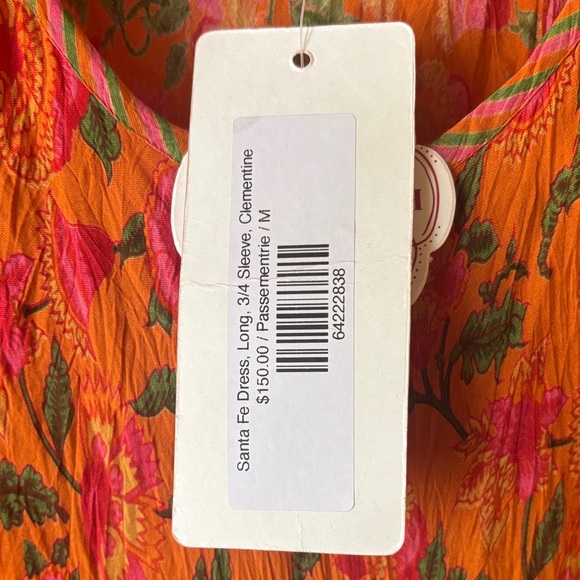 Santa Fe Dress, Long, 3/4 Sleeve, Clementine
$150.00 / Passementrie / M
64222838